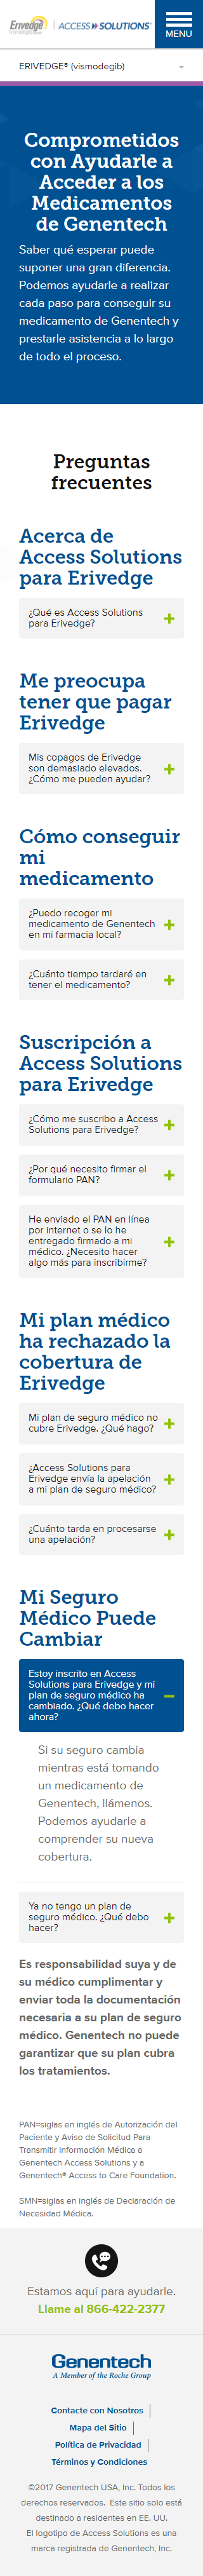 Erivedge
vismodegib
ACCESS SOLUTIONS®
MENU
ERIVEDGE® (vismodegib)
Comprometidos
con Ayudarle a
Acceder a los
Medicamentos
de Genentech
Saber qué esperar puede
suponer una gran diferencia.
Podemos ayudarle a realizar
cada paso para conseguir su
medicamento de Genentech y
prestarle asistencia a lo largo
de todo el proceso.
Preguntas
frecuentes
Acerca de
Access Solutions
para Erivedge
¿Qué es Access Solutions
para Erivedge?
Me preocupa
tener que pagar
Erivedge
Mis copagos de Erivedge
son demasiado elevados.
¿Cómo me pueden ayudar?
Cómo conseguir
mi
medicamento
¿Puedo recoger mi
medicamento de Genentech
en mi farmacia local?
¿Cuánto tiempo tardaré en
tener el medicamento?
Suscripción a
Access Solutions
para Erivedge
¿Cómo me suscribo a Access
Solutions para Erivedge?
¿Por qué necesito firmar el
formulario PAN?
He enviado el PAN en línea
por internet o se lo he
entregado firmado a mi
médico. ¿Necesito hacer
algo más para inscribirme?
Mi plan médico
ha rechazado la
cobertura de
Erivedge
Mi plan de seguro médico no
cubre Erivedge. ¿Qué hago?
¿Access Solutions para
Erivedge envía la apelación
a mi plan de seguro médico?
¿Cuánto tarda en procesarse
una apelación?
Mi Seguro
Médico Puede
Cambiar
Estoy inscrito en Access
Solutions para Erivedge y mi
plan de seguro médico ha
cambiado. ¿Qué debo hacer
ahora?
Si su seguro cambia
mientras está tomando
un medicamento de
Genentech, llámenos.
Podemos ayudarle a
comprender su nueva
cobertura.
Ya no tengo un plan de
seguro médico. ¿Qué debo
hacer?
Es responsabilidad suya y de
su médico cumplimentar y
enviar toda la documentación
necesaria a su plan de seguro
médico. Genentech no puede
garantizar que su plan cubra
los tratamientos.
PAN=siglas en inglés de Autorización del
Paciente y Aviso de Solicitud Para
Transmitir Información Médica a
Genentech Access Solutions y a
Genentech® Access to Care Foundation.
SMN=siglas en inglés de Declaración de
Necesidad Médica.
Estamos aquí para ayudarle.
Llame al 866-422-2377
Genentech
A Member of the Roche Group
Contacte con Nosotros
Mapa del Sitio
Política de Privacidad
Términos y Condiciones
©2017 Genentech USA, Inc. Todos los
derechos reservados. Este sitio solo está
destinado a residentes en EE. UU.
El logotipo de Access Solutions es una
marca registrada de Genentech, Inc.